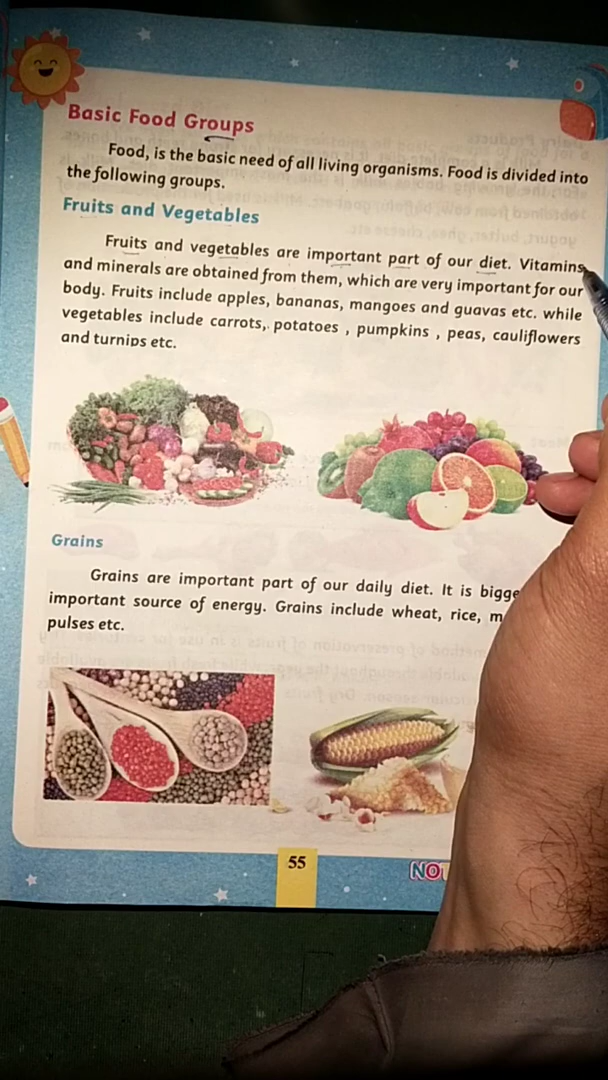 Basic Food Groups
Food, is the basic need of all living organisms. Food is divided into
the following groups.
Fruits and Vegetables
Fruits and vegetables are important part of our diet. Vitamins
and minerals are obtained from them, which are very important for our
body. Fruits include apples, bananas, mangoes and guavas etc. while
vegetables include carrots, potatoes , pumpkins , peas, cauliflowers
and turnips etc.
Grains
Grains are important part of our daily diet. It is bigge
important source of energy. Grains include wheat, rice, m
pulses etc.
55
NO